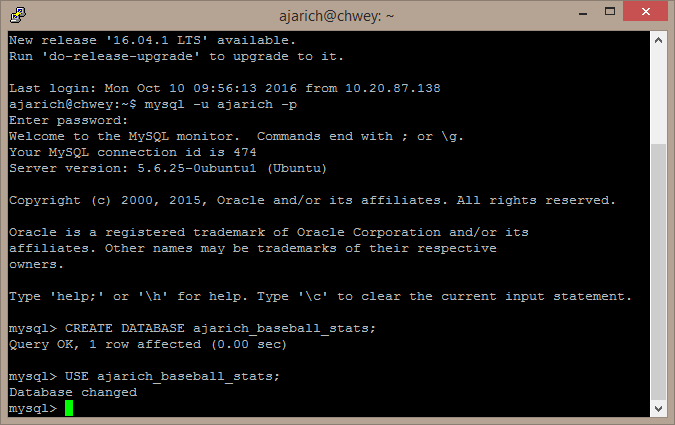 ajarich@chwey: ~
New release '16.04.1 LTS' available.
Run 'do-release-upgrade' to upgrade to it.
Last login: Mon Oct 10 09:56:13 2016 from 10.20.87.138
ajarich@chwey:~$ mysql -u ajarich -p
Enter password:
Welcome to the MySQL monitor.  Commands end with ; or \g.
Your MySQL connection id is 474
Server version: 5.6.25-0ubuntu1 (Ubuntu)
Copyright (c) 2000, 2015, Oracle and/or its affiliates. All rights reserved.
Oracle is a registered trademark of Oracle Corporation and/or its
affiliates. Other names may be trademarks of their respective
owners.
Type 'help;' or '\h' for help. Type '\c' to clear the current input statement.
mysql> CREATE DATABASE ajarich_baseball_stats;
Query OK, 1 row affected (0.00 sec)
mysql> USE ajarich_baseball_stats;
Database changed
mysql>